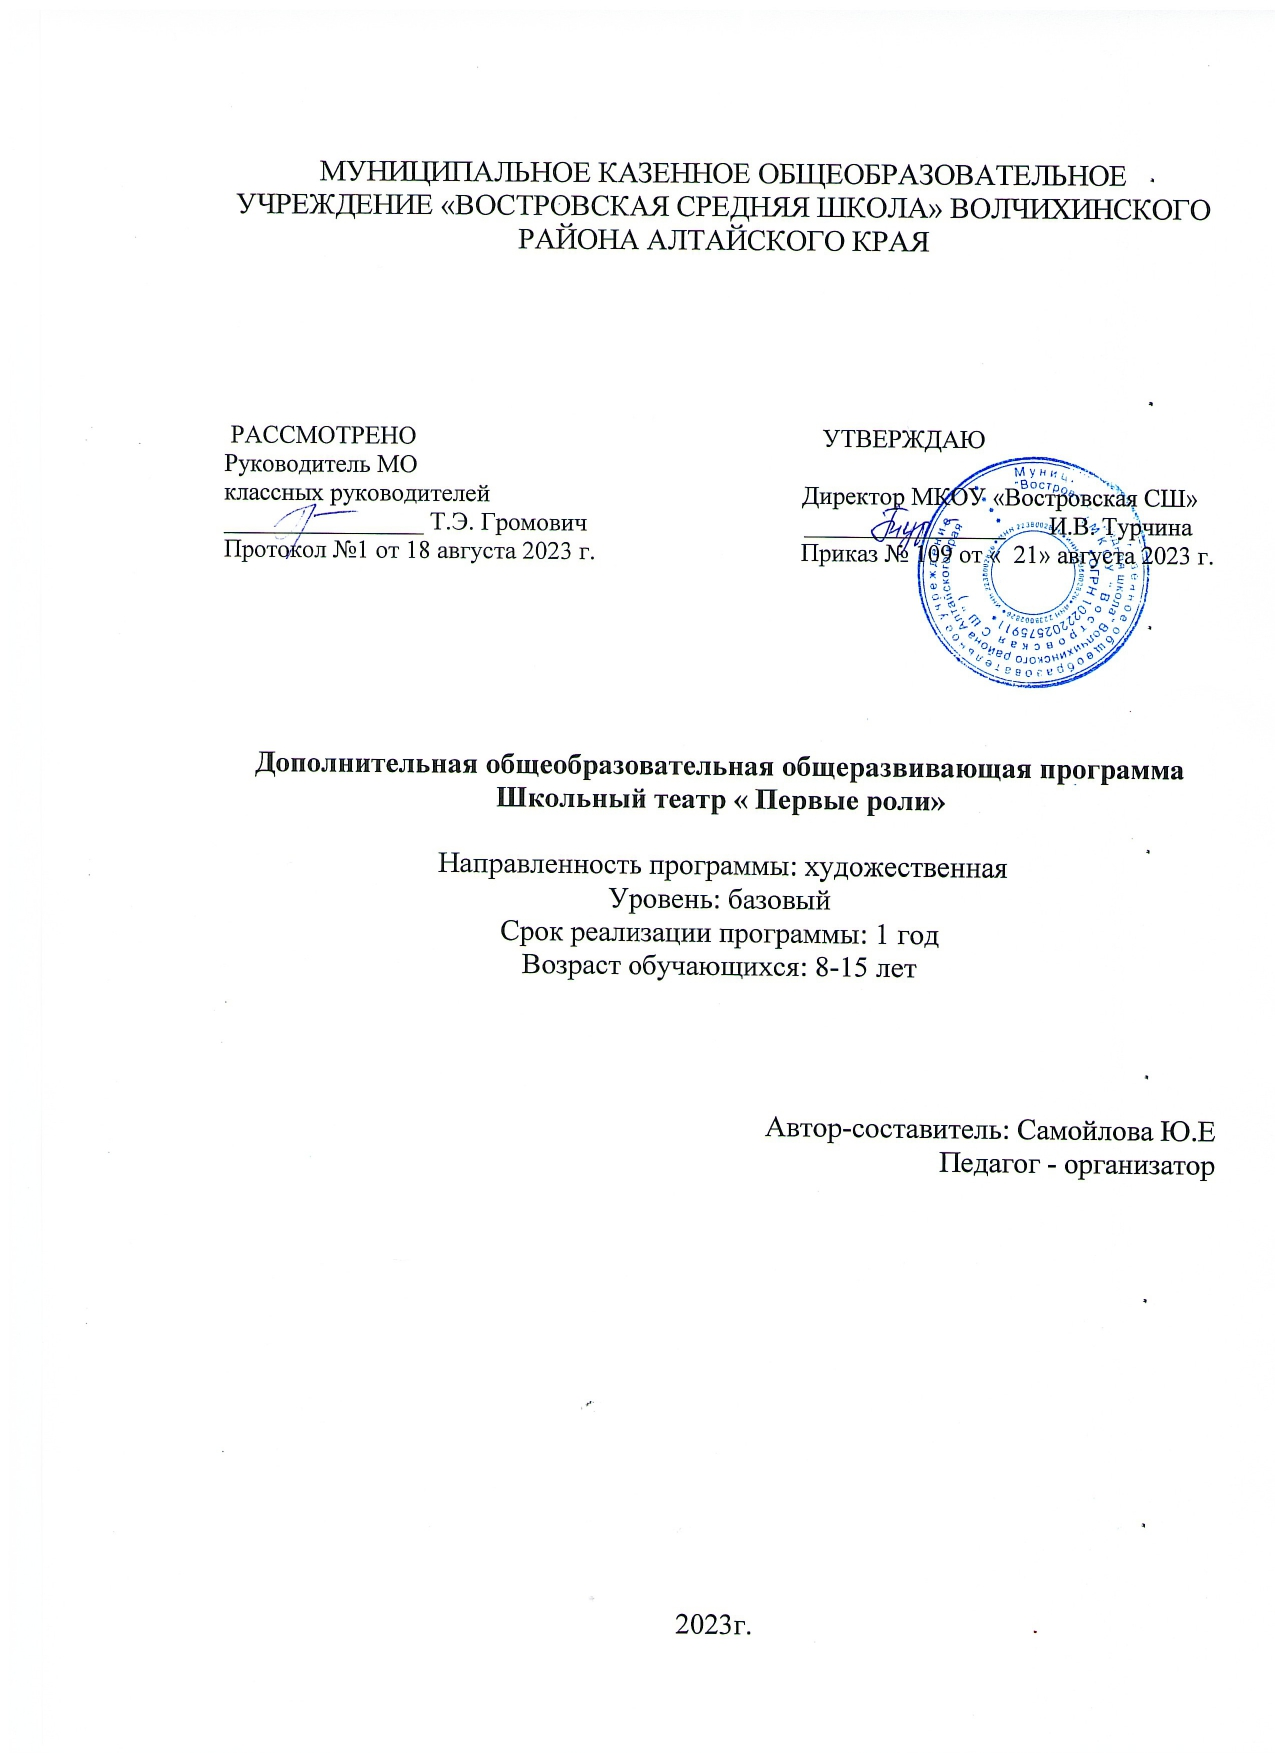 МУНИЦИПАЛЬНОЕ КАЗЕННОЕ ОБЩЕОБРАЗОВАТЕЛЬНОЕ
УЧРЕЖДЕНИЕ «ВОСТРОВСКАЯ СРЕДНЯЯ ШКОЛА» ВОЛЧИХИНСКОГО
РАЙОНА АЛТАЙСКОГО КРАЯ
РАССМОТРЕНО
Руководитель МО
классных руководителей
Т.Э. Громович
Протокол №1 от 18 августа 2023 г.
УТВЕРЖДАЮ
Директор МКОУ «Востровская СШ»
И.В. Турчина
Приказ № 109 от « 21» августа 2023 г.
Дополнительная общеобразовательная общеразвивающая программа
Школьный театр « Первые роли»
Направленность программы: художественная
Уровень: базовый
Срок реализации программы: 1 год
Возраст обучающихся: 8-15 лет
Автор-составитель: Самойлова Ю.Е
Педагог - организатор
2023г.